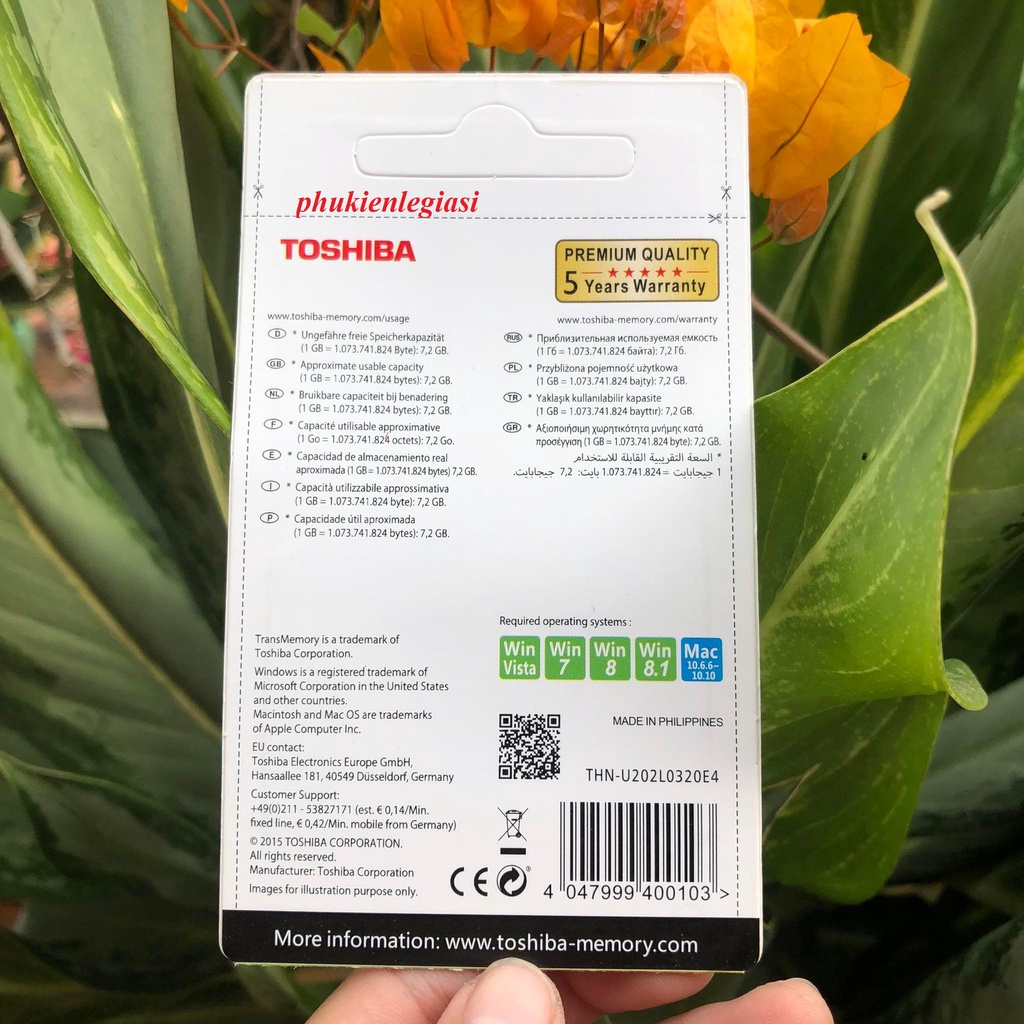 phukienlegiasi
TOSHIBA
PREMIUM QUALITY
★★★★★
5 Years Warranty
www.toshiba-memory.com/usage
D * Ungefähre freie Speicherkapazität
(1 GB = 1.073.741.824 Byte): 7,2 GB.
GB * Approximate usable capacity
(1 GB = 1.073.741.824 bytes): 7,2 GB.
NL * Bruikbare capaciteit bij benadering
(1 GB = 1.073.741.824 bytes): 7,2 GB.
F * Capacité utilisable approximative
(1 Go = 1.073.741.824 octets): 7,2 Go.
E * Capacidad de almacenamiento real
aproximada (1 GB = 1.073.741.824 bytes) 7,2 GB.
I * Capacità utilizzabile approssimativa
(1 GB = 1.073.741.824 byte): 7,2 GB.
P * Capacidade útil aproximada
(1 GB = 1.073.741.824 bytes): 7,2 GB.
www.toshiba-memory.com/warranty
RUS * Приблизительная используемая емкость
(1 Гб = 1.073.741.824 байта): 7,2 Гб.
PL * Przybliżona pojemność użytkowa
(1 GB = 1.073.741.824 bajty): 7,2 GB.
TR * Yaklaşık kullanılabilir kapasite
(1 GB = 1.073.741.824 bayttır): 7,2 GB.
GR * Αξιοποιήσιμη χωρητικότητα μνήμης κατά
προσέγγιση (1 GB = 1.073.741.824 byte): 7,2 GB.
* السعة التقريبية القابلة للاستخدام
1 جيجابايت = 1.073.741.824 بايت: 7,2 جيجابايت.
Required operating systems :
Win Vista
Win 7
Win 8
Win 8.1
Mac 10.6.6~ 10.10
TransMemory is a trademark of
Toshiba Corporation.
Windows is a registered trademark of
Microsoft Corporation in the United States
and other countries.
Macintosh and Mac OS are trademarks
of Apple Computer Inc.
EU contact:
Toshiba Electronics Europe GmbH,
Hansaallee 181, 40549 Düsseldorf, Germany
Customer Support:
+49(0)211 - 53827171 (est. € 0,14/Min.
fixed line, € 0,42/Min. mobile from Germany)
© 2015 TOSHIBA CORPORATION.
All rights reserved.
Manufacturer: Toshiba Corporation
Images for illustration purpose only.
MADE IN PHILIPPINES
THN-U202L0320E4
CE
4 047999 400103 >
More information: www.toshiba-memory.com